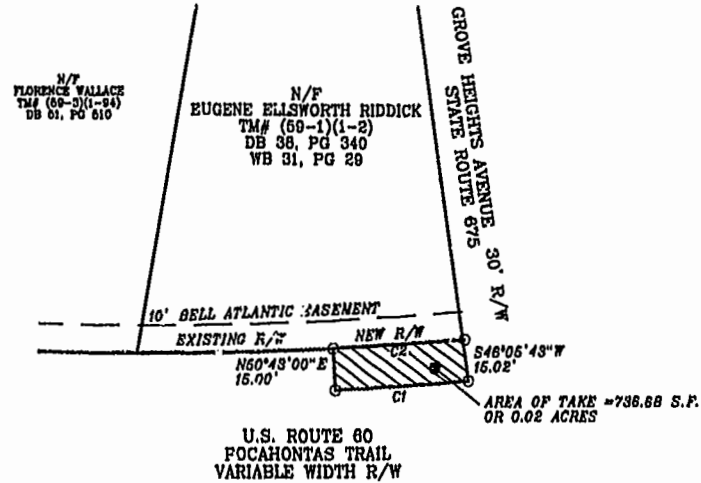 N/F
FLORENCE WALLACE
TM# (59-3)(1-94)
DB 61, PG 610
N/F
EUGENE ELLSWORTH RIDDICK
TM# (59-1)(1-2)
DB 38, PG 340
WB 31, PG 29
GROVE HEIGHTS AVENUE 30' R/W
STATE ROUTE 675
10' BELL ATLANTIC EASEMENT
EXISTING R/W
NEW R/W
N50°43'00"E
15.00'
C2
S46°05'43"W
15.02'
C1
AREA OF TAKE =736.68 S.F.
OR 0.02 ACRES
U.S. ROUTE 60
POCAHONTAS TRAIL
VARIABLE WIDTH R/W